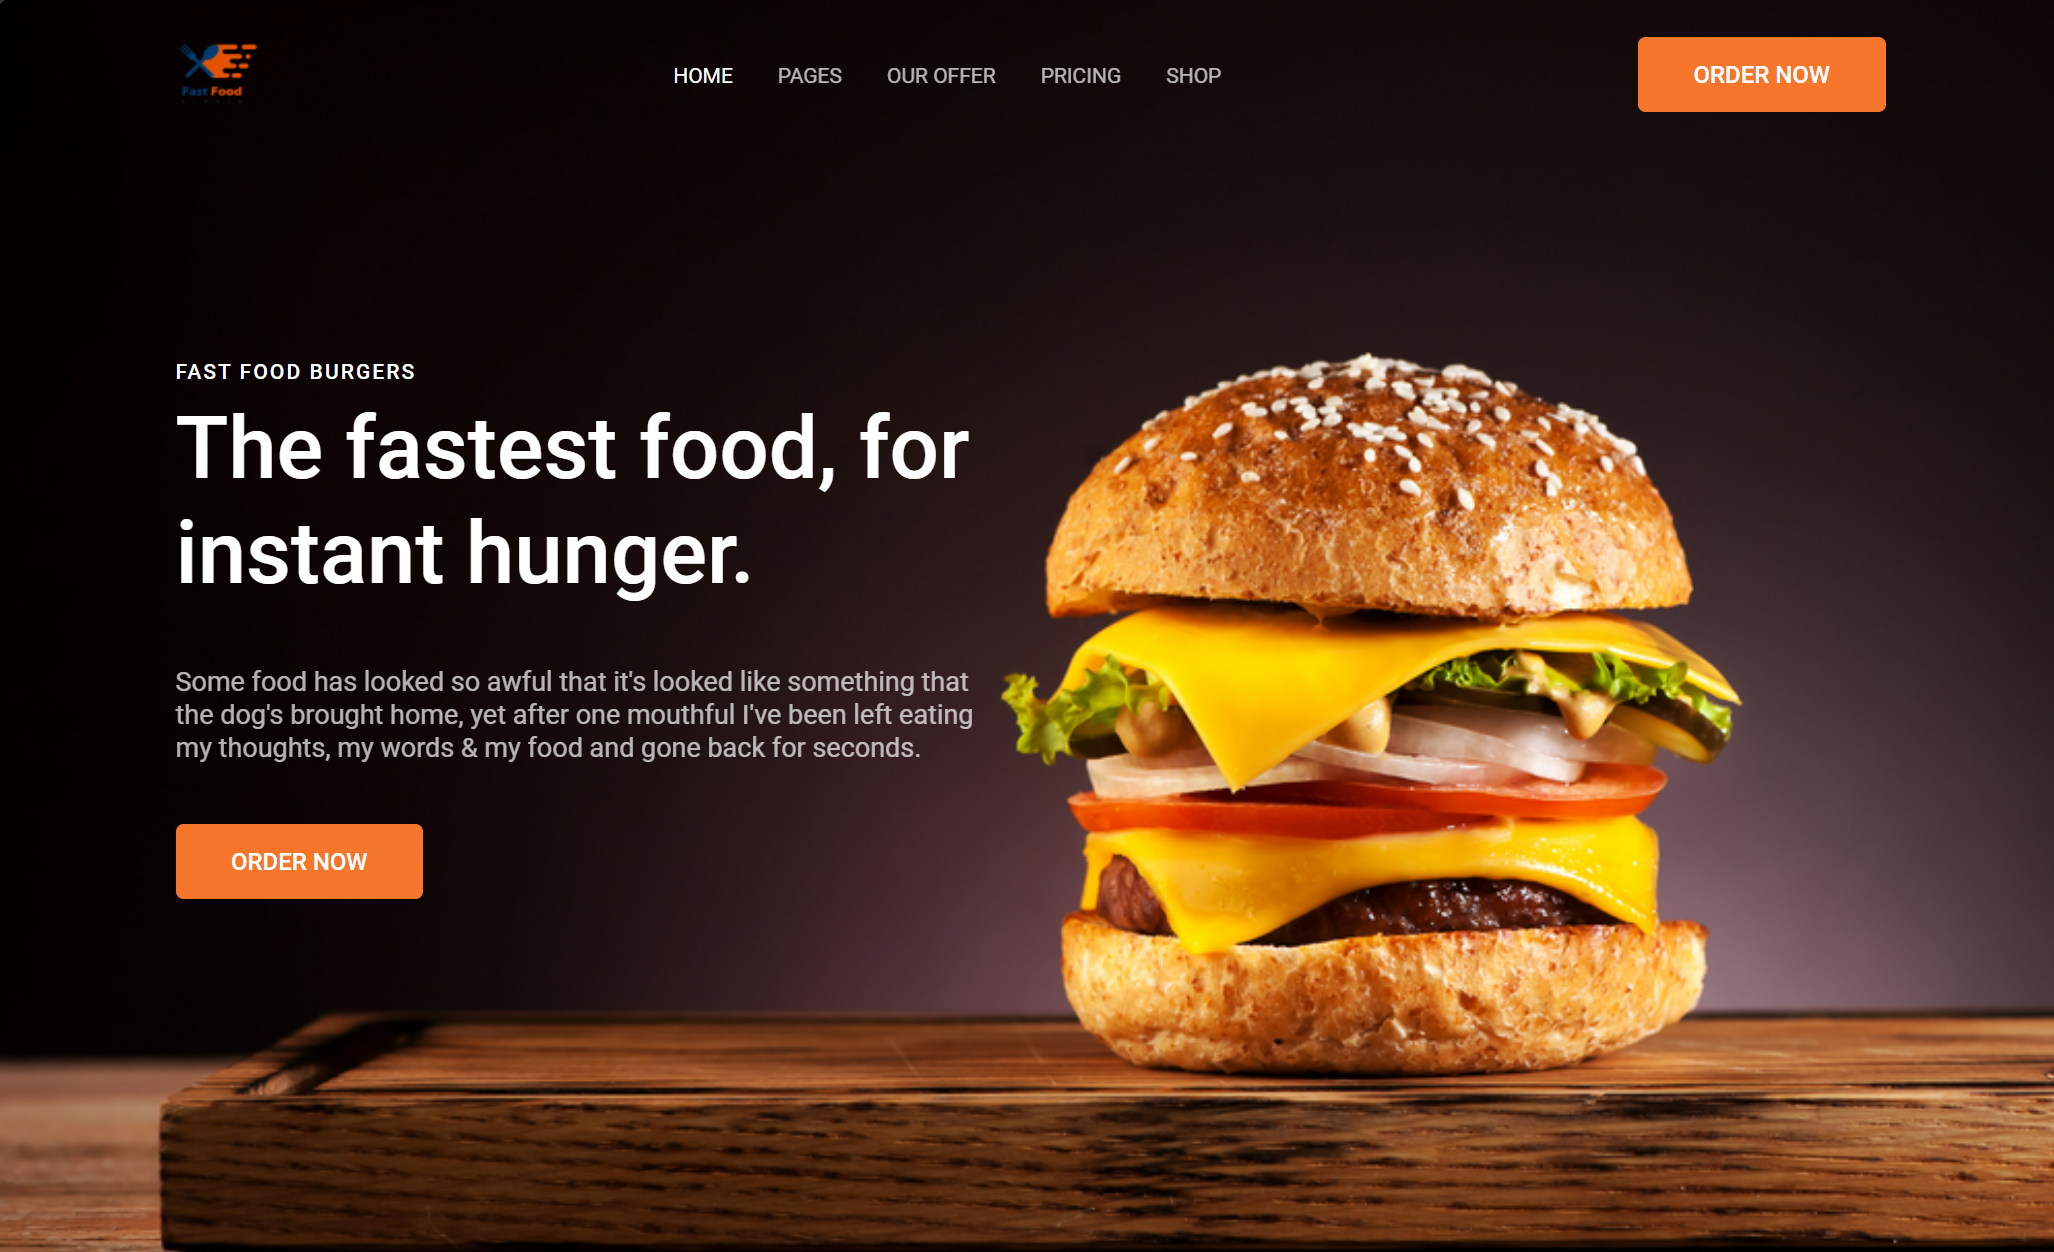 Fast Food
HOME
PAGES
OUR OFFER
PRICING
SHOP
ORDER NOW
FAST FOOD BURGERS
The fastest food, for
instant hunger.
Some food has looked so awful that it's looked like something that
the dog's brought home, yet after one mouthful I've been left eating
my thoughts, my words & my food and gone back for seconds.
ORDER NOW